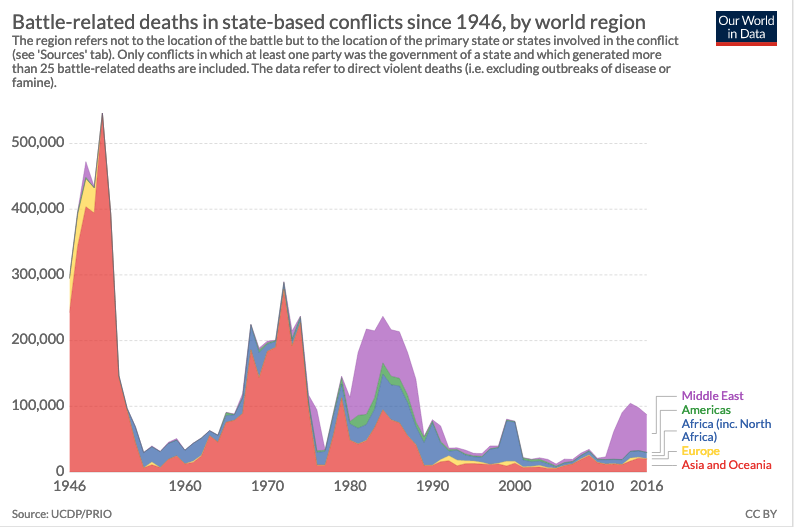 Battle-related deaths in state-based conflicts since 1946, by world region
Our World
in Data
The region refers not to the location of the battle but to the location of the primary state or states involved in the conflict
(see 'Sources' tab). Only conflicts in which at least one party was the government of a state and which generated more
than 25 battle-related deaths are included. The data refer to direct violent deaths (i.e. excluding outbreaks of disease or
famine).
500,000
400,000
300,000
200,000
100,000
0
1946
1960
1970
1980
1990
2000
2010
2016
Middle East
Americas
Africa (inc. North
Africa)
Europe
Asia and Oceania
Source: UCDP/PRIO
CC BY